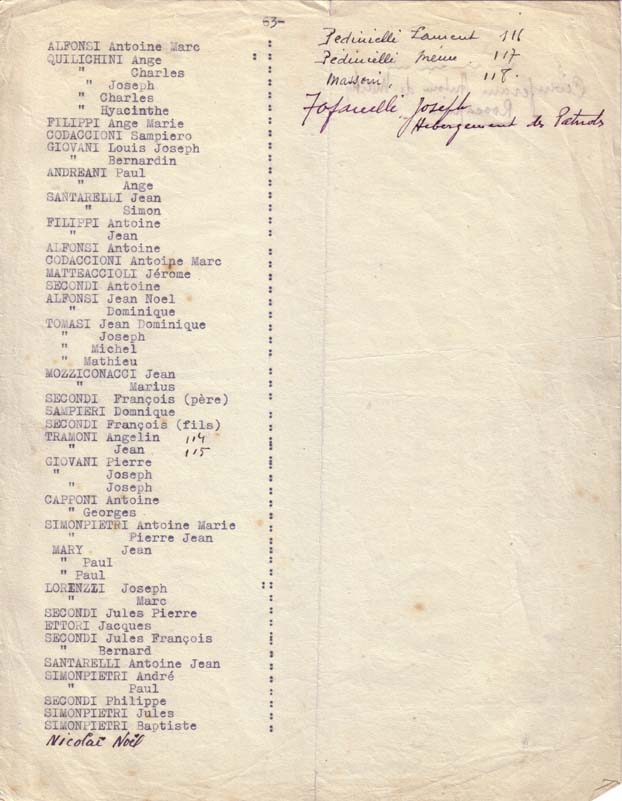 63-
ALFONSI Antoine Marc
QUILICHINI Ange
" Charles
" Joseph
" Charles
" Hyacinthe
FILIPPI Ange Marie
CODACCIONI Sampiero
GIOVANI Louis Joseph
" Bernardin
ANDREANI Paul
" Ange
SANTARELLI Jean
" Simon
FILIPPI Antoine
" Jean
ALFONSI Antoine
CODACCIONI Antoine Marc
MATTEACCIOLI Jérome
SECONDI Antoine
ALFONSI Jean Noel
" Dominique
TOMASI Jean Dominique
" Joseph
" Michel
" Mathieu
MOZZICONACCI Jean
" Marius
SECONDI François (père)
SAMPIERI Domnique
SECONDI François (fils)
TRAMONI Angelin 114
" Jean 115
GIOVANI Pierre
" Joseph
" Joseph
CAPPONI Antoine
" Georges
SIMONPIETRI Antoine Marie
" Pierre Jean
MARY Jean
" Paul
" Paul
LORENZLI Joseph
" Marc
SECONDI Jules Pierre
ETTORI Jacques
SECONDI Jules François
" Bernard
SANTARELLI Antoine Jean
SIMONPIETRI André
" Paul
SECONDI Philippe
SIMONPIETRI Jules
SIMONPIETRI Baptiste
Nicolaï Noël
Pédinielli Laurent 116
Pédinielli 117
Massoni 118
Joseph
Hébergement des Patriots